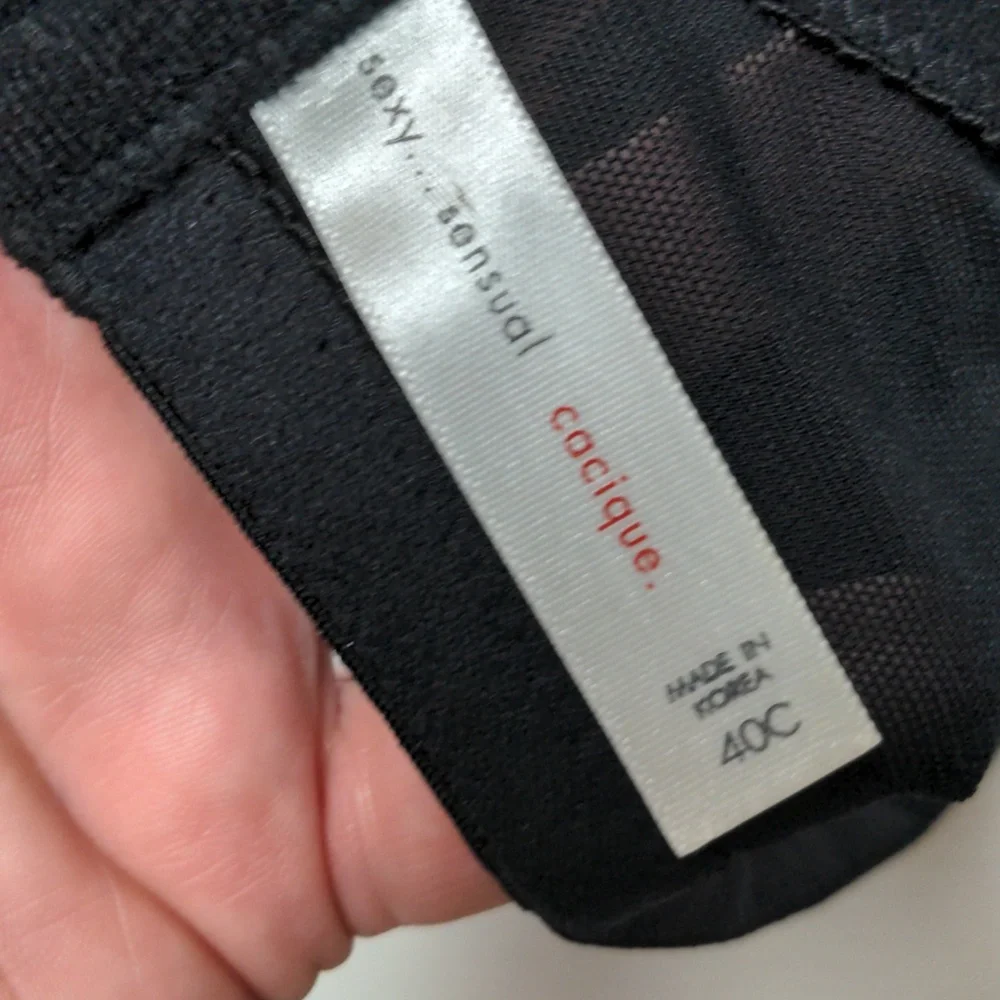 sexy.... sensual
cacique.
MADE IN
KOREA
40C